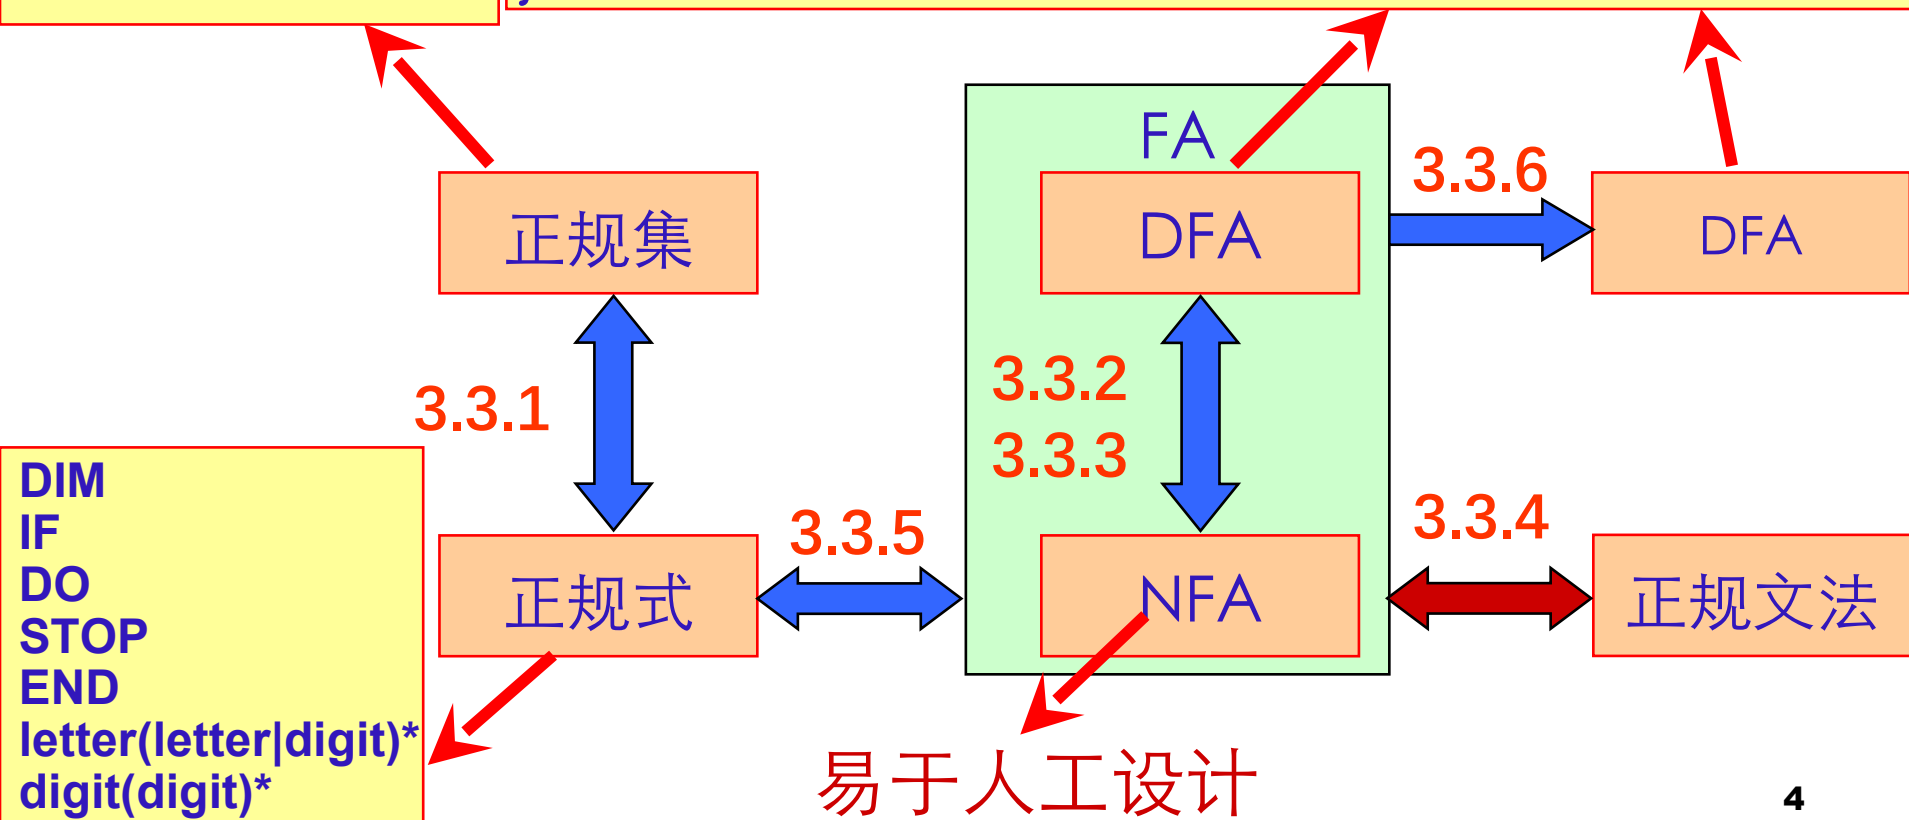 FA
3.3.6
正规集
DFA
DFA
3.3.1
3.3.2
3.3.3
3.3.5
3.3.4
正规式
NFA
正规文法
DIM
IF
DO
STOP
END
letter(letter|digit)*
digit(digit)*
易于人工设计
4